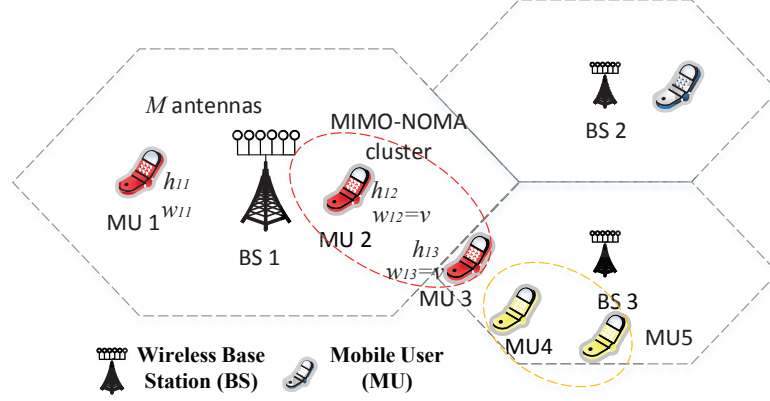 M antennas
MIMO-NOMA
cluster
BS 2
h11
w11
MU 1
BS 1
h12
w12=v
MU 2
h13
w13=v
MU 3
BS 3
MU4
MU5
Wireless Base
Station (BS)
Mobile User
(MU)